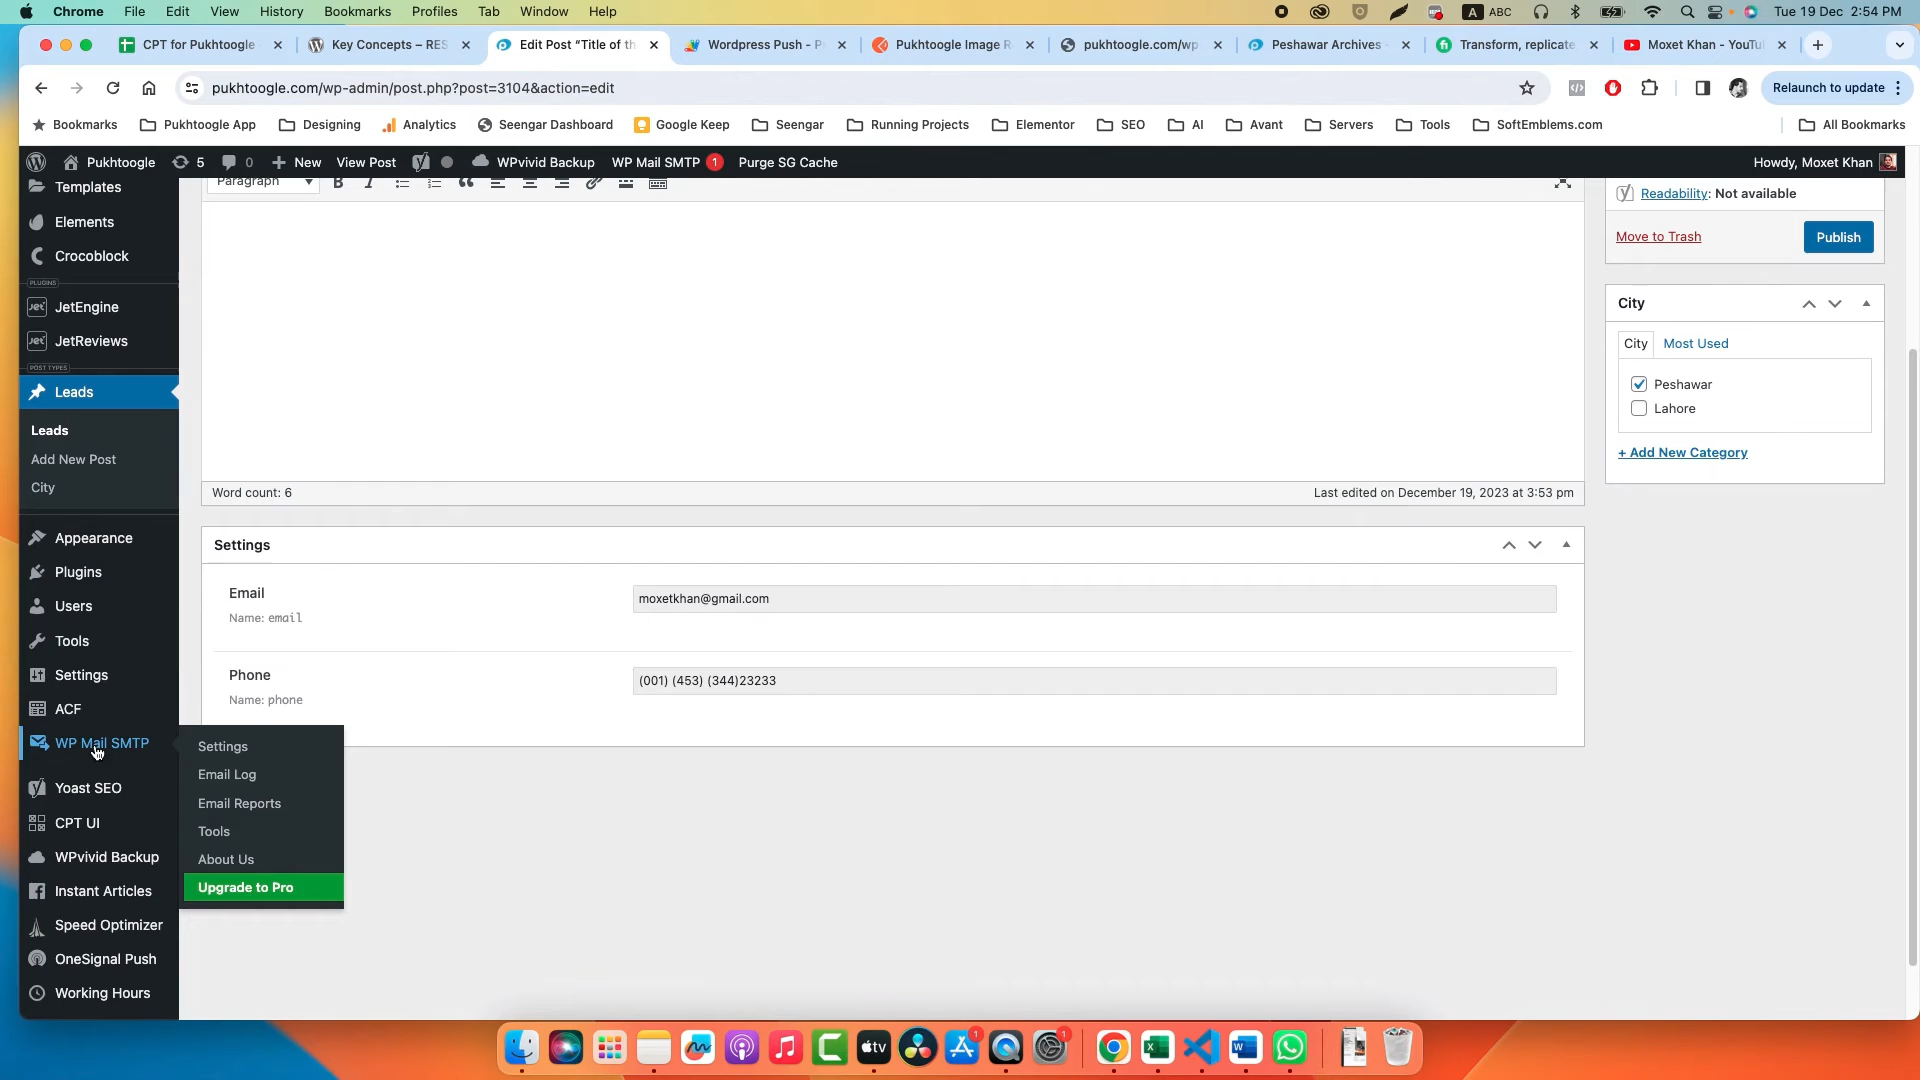 Chrome File Edit View History Bookmarks Profiles Tab Window Help A ABC Tue 19 Dec 2:54 PM
CPT for Pukhtoogle Key Concepts – RES Edit Post “Title of th Wordpress Push - P Pukhtoogle Image R pukhtoogle.com/wp Peshawar Archives Transform, replicate Moxet Khan - YouTu
pukhtoogle.com/wp-admin/post.php?post=3104&action=edit Relaunch to update
Bookmarks Pukhtoogle App Designing Analytics Seengar Dashboard Google Keep Seengar Running Projects Elementor SEO AI Avant Servers Tools SoftEmblems.com All Bookmarks
Pukhtoogle 5 0 New View Post WPvivid Backup WP Mail SMTP 1 Purge SG Cache Howdy, Moxet Khan
Templates
Elements
Crocoblock
PLUGINS
JetEngine
JetReviews
POST TYPES
Leads
Leads
Add New Post
City
Appearance
Plugins
Users
Tools
Settings
ACF
WP Mail SMTP
Yoast SEO
CPT UI
WPvivid Backup
Instant Articles
Speed Optimizer
OneSignal Push
Working Hours
Settings
Email Log
Email Reports
Tools
About Us
Upgrade to Pro
Paragraph
Word count: 6 Last edited on December 19, 2023 at 3:53 pm
Settings
Email moxetkhan@gmail.com
Name: email
Phone (001) (453) (344)23233
Name: phone
Readability: Not available
Move to Trash Publish
City
City Most Used
Peshawar
Lahore
+ Add New Category
tv 1 1